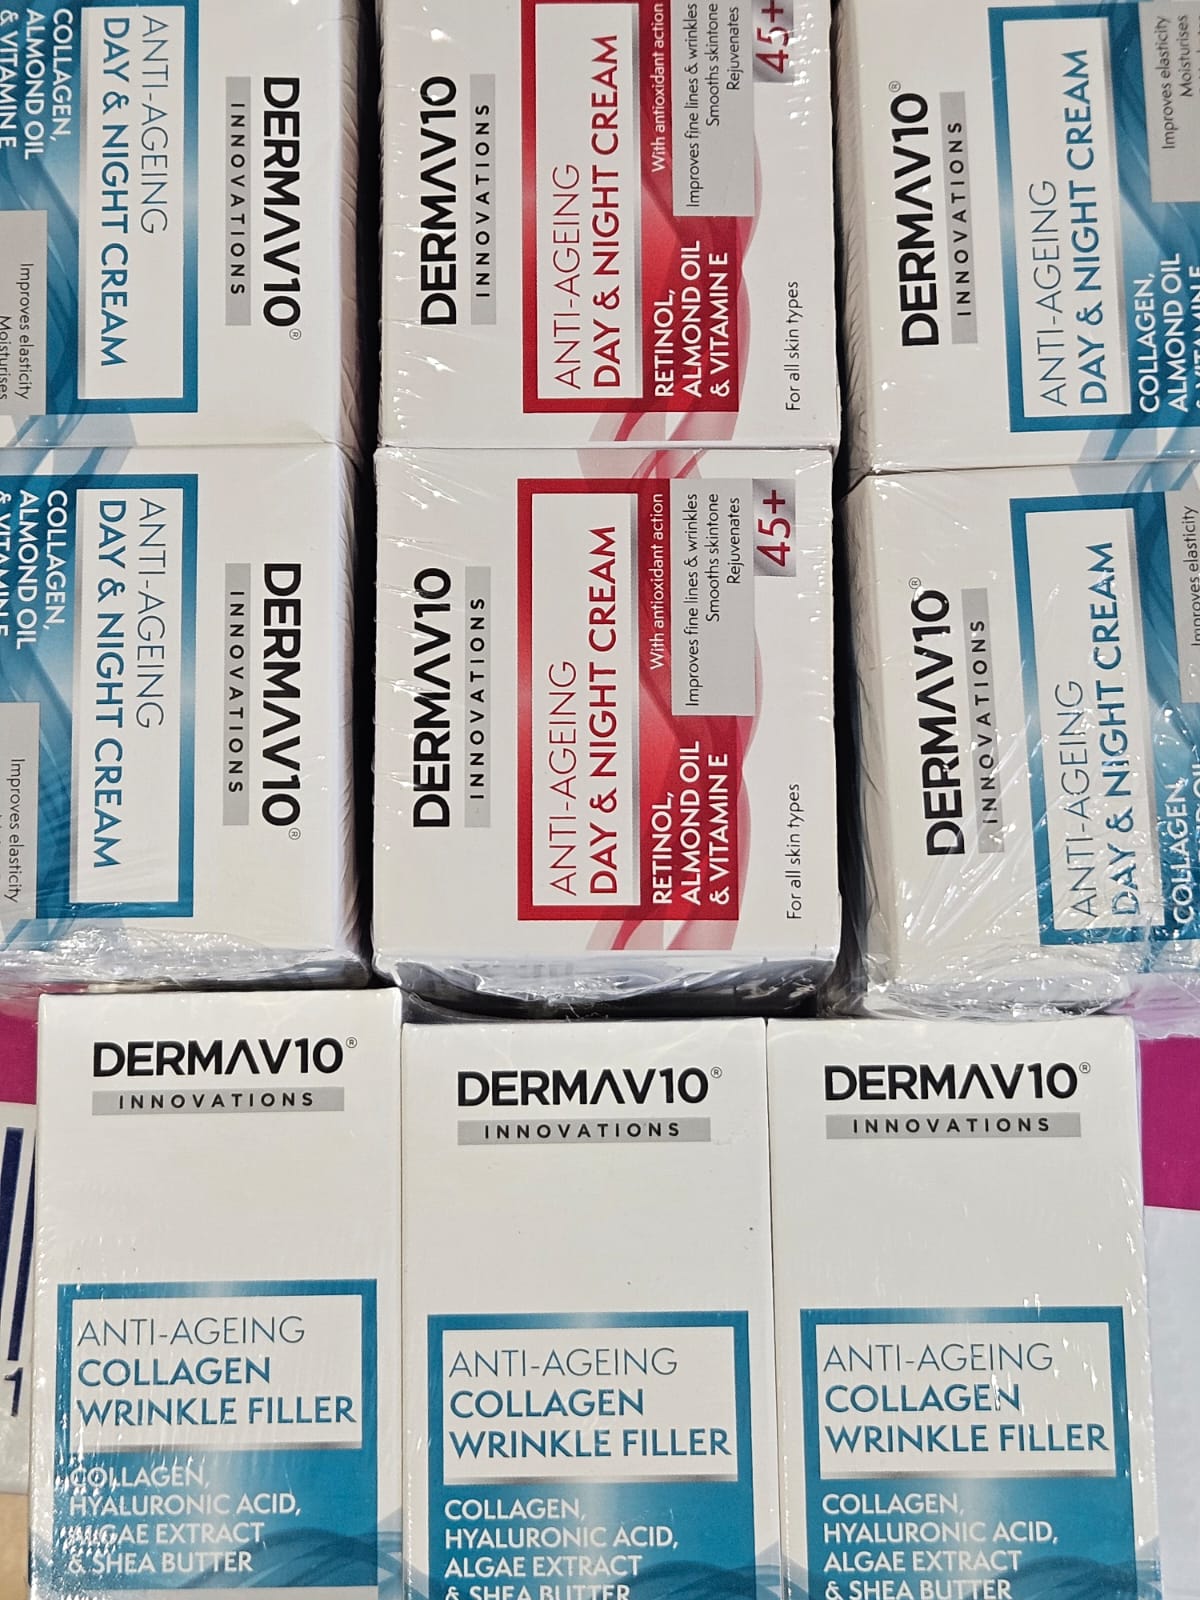 DERMAV10®
INNOVATIONS
ANTI-AGEING
DAY & NIGHT CREAM
COLLAGEN,
ALMOND OIL
& VITAMIN E
Improves elasticity
Moisturises
DERMAV10
INNOVATIONS
ANTI-AGEING
DAY & NIGHT CREAM
With antioxidant action
Improves fine lines & wrinkles
Smooths skintone
Rejuvenates
45+
RETINOL,
ALMOND OIL
& VITAMIN E
For all skin types
DERMAV10®
INNOVATIONS
ANTI-AGEING
DAY & NIGHT CREAM
Improves elasticity
Moisturises
COLLAGEN,
ALMOND OIL
& VITAMIN E
DERMAV10®
INNOVATIONS
ANTI-AGEING
DAY & NIGHT CREAM
COLLAGEN,
ALMOND OIL
& VITAMIN E
Improves elasticity
DERMAV10
INNOVATIONS
ANTI-AGEING
DAY & NIGHT CREAM
With antioxidant action
Improves fine lines & wrinkles
Smooths skintone
Rejuvenates
45+
RETINOL,
ALMOND OIL
& VITAMIN E
For all skin types
DERMAV10®
INNOVATIONS
ANTI-AGEING
DAY & NIGHT CREAM
Improves elasticity
COLLAGEN,
DERMAV10®
INNOVATIONS
ANTI-AGEING
COLLAGEN
WRINKLE FILLER
COLLAGEN,
HYALURONIC ACID,
ALGAE EXTRACT
& SHEA BUTTER
DERMAV10®
INNOVATIONS
ANTI-AGEING
COLLAGEN
WRINKLE FILLER
COLLAGEN,
HYALURONIC ACID,
ALGAE EXTRACT
& SHEA BUTTER
DERMAV10®
INNOVATIONS
ANTI-AGEING
COLLAGEN
WRINKLE FILLER
COLLAGEN,
HYALURONIC ACID,
ALGAE EXTRACT
& SHEA BUTTER
1